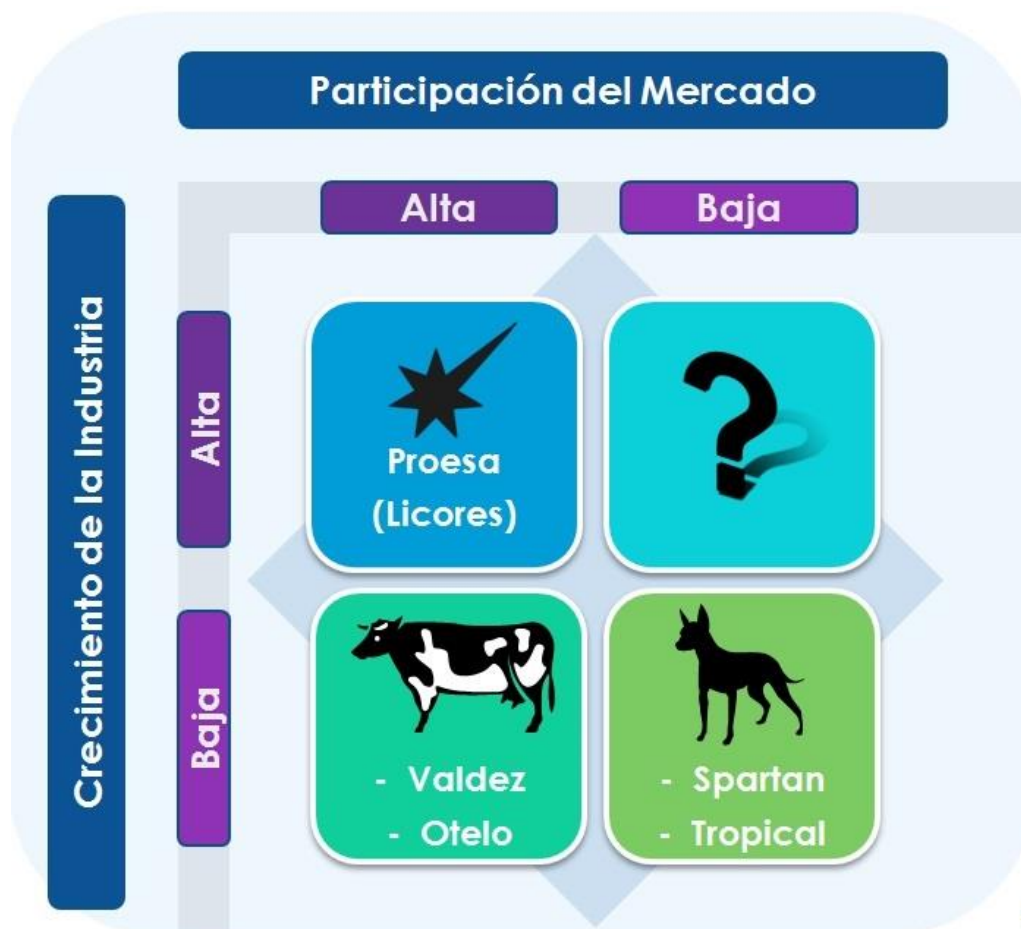 Participación del Mercado
Alta
Baja
Crecimiento de la Industria
Alta
Proesa
(Licores)
Baja
- Valdez
- Otelo
- Spartan
- Tropical